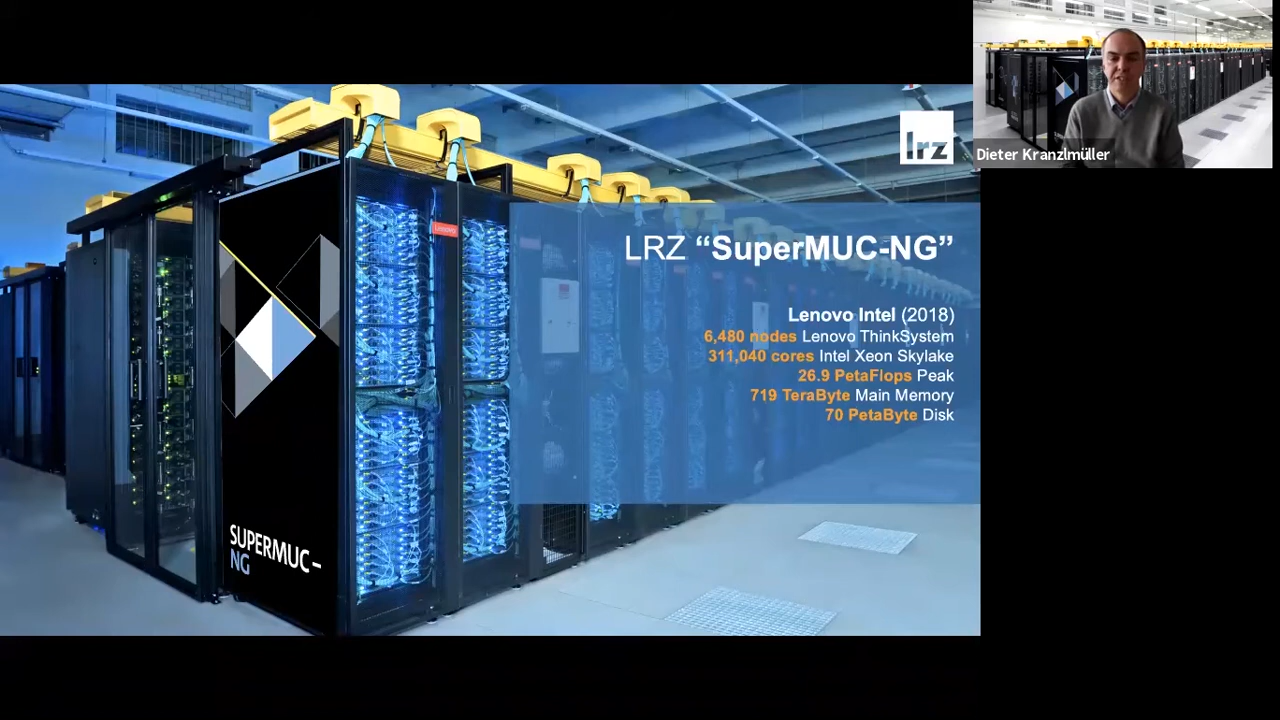 lrz
Dieter Kranzlmüller
Lenovo
LRZ “SuperMUC-NG”
Lenovo Intel (2018)
6,480 nodes Lenovo ThinkSystem
311,040 cores Intel Xeon Skylake
26.9 PetaFlops Peak
719 TeraByte Main Memory
70 PetaByte Disk
SUPERMUC-
NG